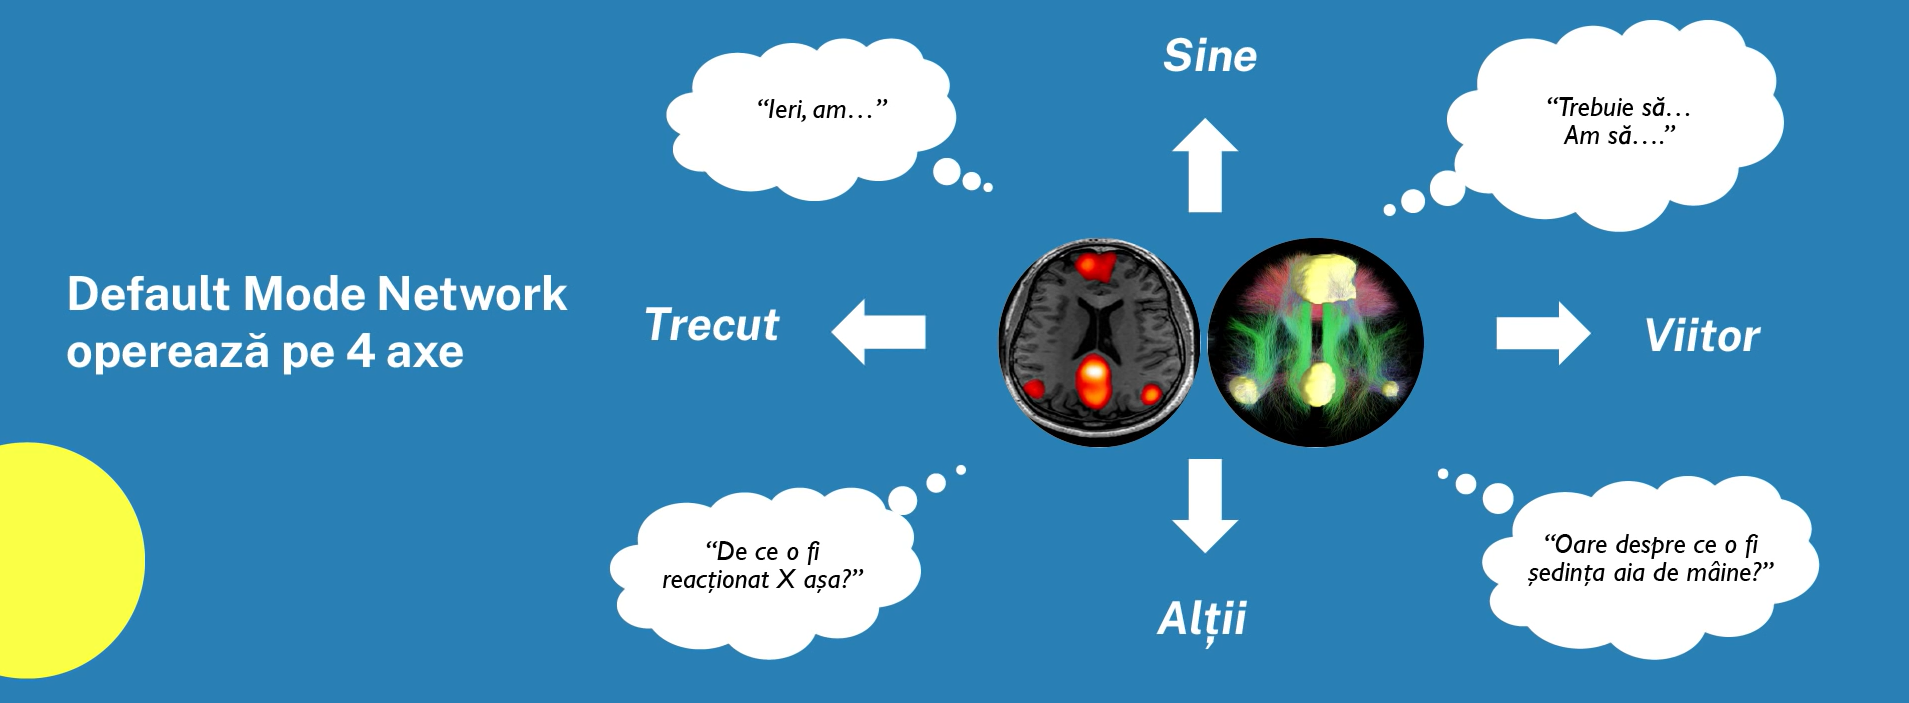 Default Mode Network
operează pe 4 axe
Sine
“Ieri, am…”
“Trebuie să…
Am să….”
Trecut
Viitor
“De ce o fi
reacționat X așa?”
“Oare despre ce o fi
ședința aia de mâine?”
Alții